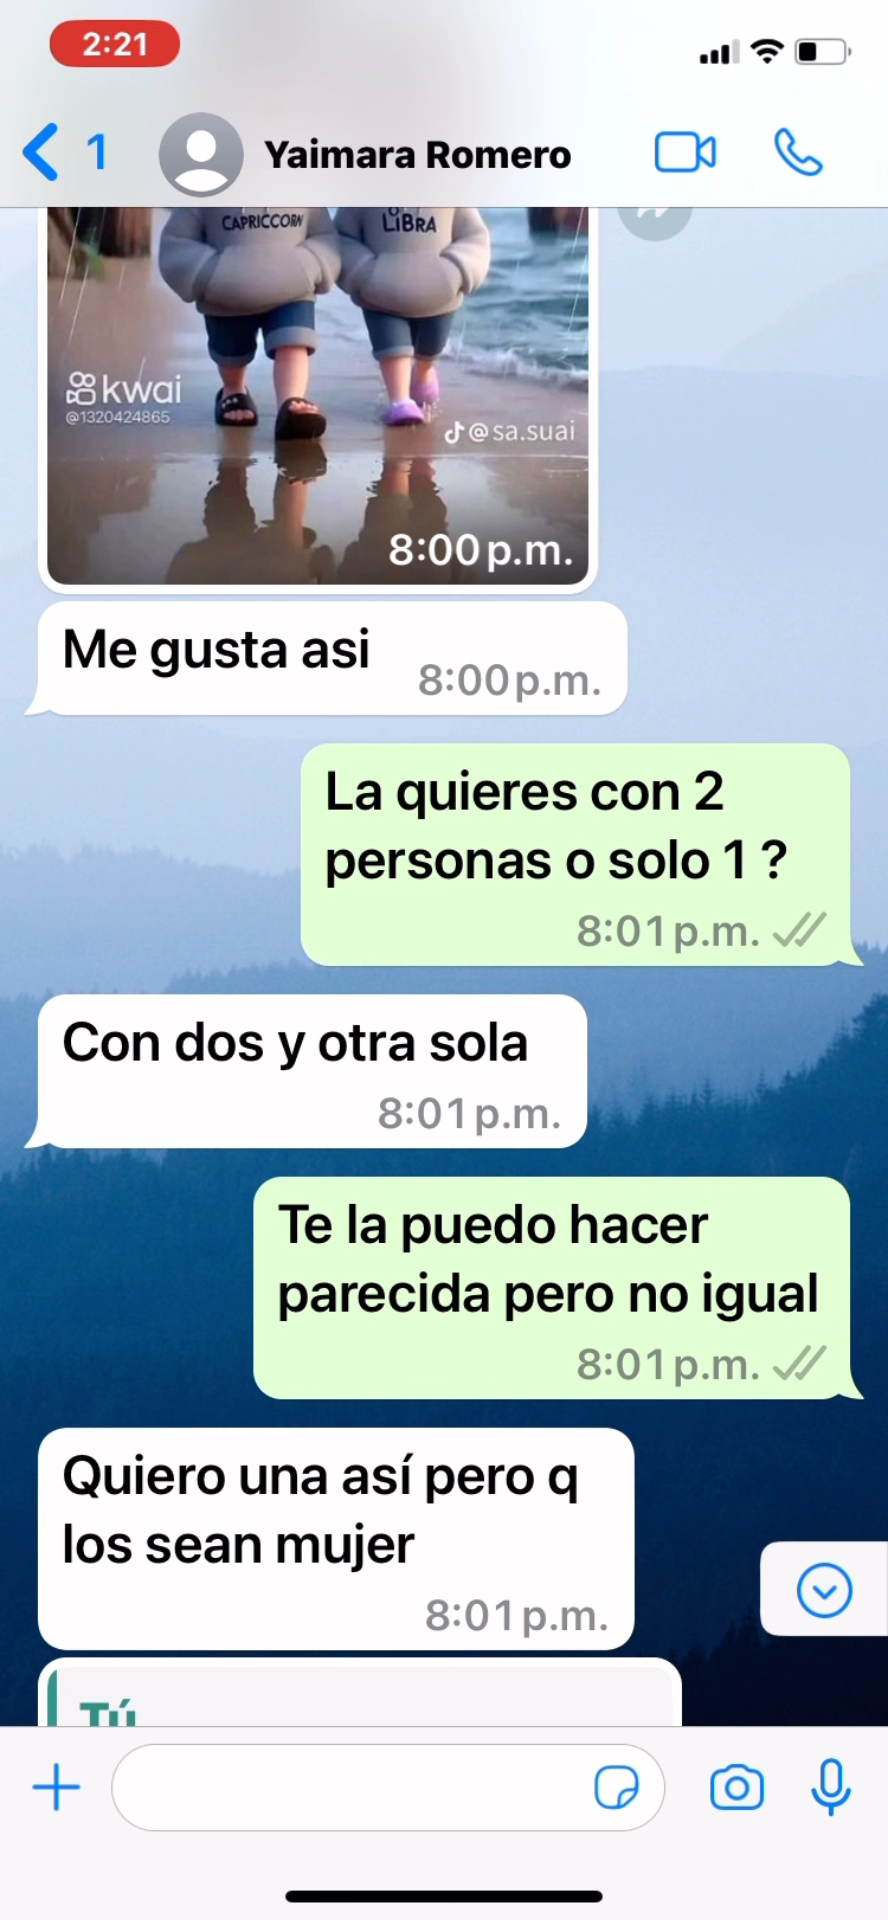 2:21
1
Yaimara Romero
CAPRICCORN
LIBRA
kwai
@1320424865
@sa.suai
8:00 p.m.
Me gusta asi
8:00 p.m.
La quieres con 2
personas o solo 1 ?
8:01 p.m.
Con dos y otra sola
8:01 p.m.
Te la puedo hacer
parecida pero no igual
8:01 p.m.
Quiero una así pero q
los sean mujer
8:01 p.m.
Tú